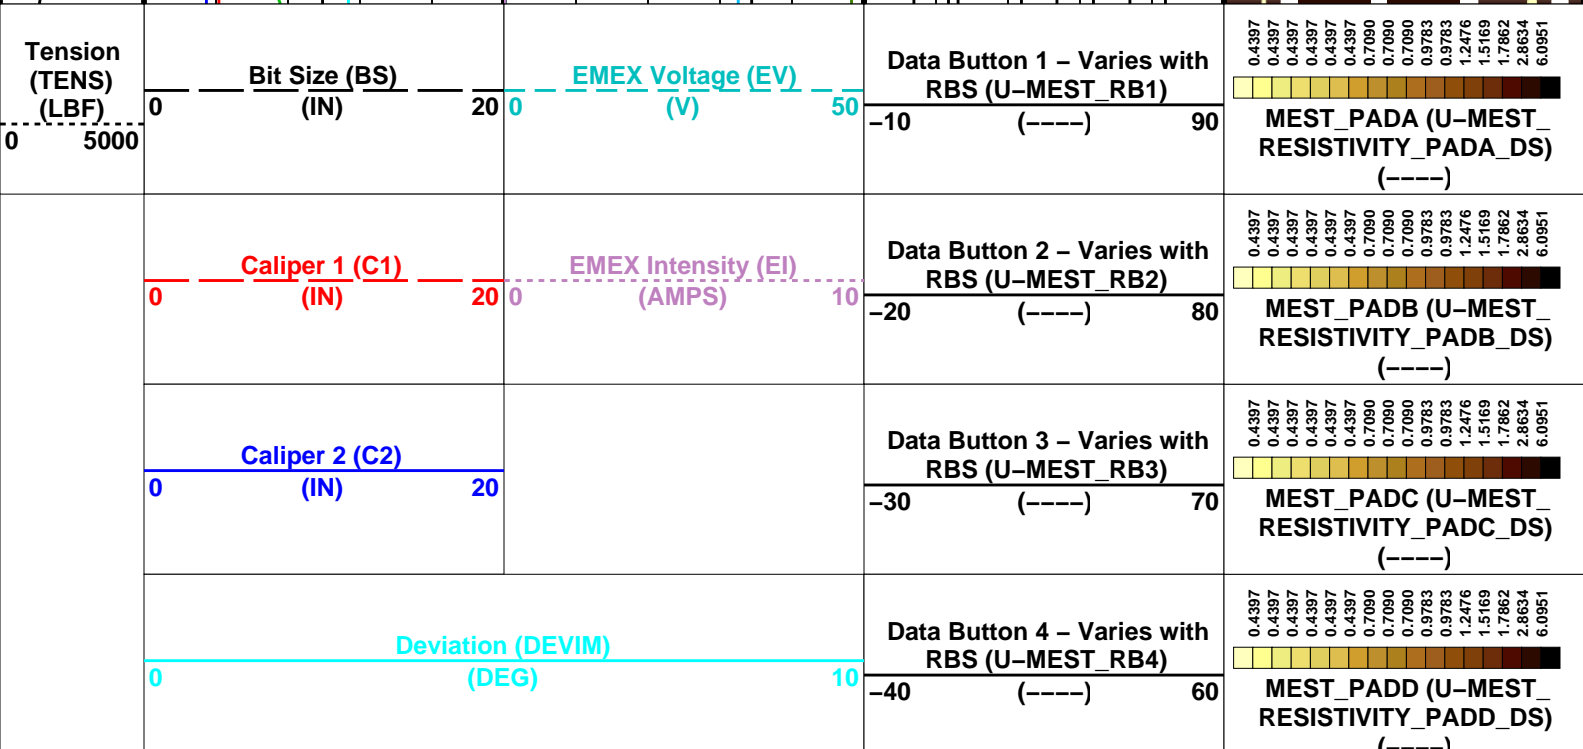 Tension
(TENS)
(LBF)
0 5000
Bit Size (BS)
0 (IN) 20
EMEX Voltage (EV)
0 (V) 50
Data Button 1 – Varies with
RBS (U–MEST_RB1)
–10 (––––) 90
0.4397
0.4397
0.4397
0.4397
0.4397
0.4397
0.7090
0.7090
0.7090
0.9783
0.9783
1.2476
1.5169
1.7862
2.8634
6.0951
MEST_PADA (U–MEST_
RESISTIVITY_PADA_DS)
(––––)
Caliper 1 (C1)
0 (IN) 20
EMEX Intensity (EI)
0 (AMPS) 10
Data Button 2 – Varies with
RBS (U–MEST_RB2)
–20 (––––) 80
0.4397
0.4397
0.4397
0.4397
0.4397
0.4397
0.7090
0.7090
0.7090
0.9783
0.9783
1.2476
1.5169
1.7862
2.8634
6.0951
MEST_PADB (U–MEST_
RESISTIVITY_PADB_DS)
(––––)
Caliper 2 (C2)
0 (IN) 20
Data Button 3 – Varies with
RBS (U–MEST_RB3)
–30 (––––) 70
0.4397
0.4397
0.4397
0.4397
0.4397
0.4397
0.7090
0.7090
0.7090
0.9783
0.9783
1.2476
1.5169
1.7862
2.8634
6.0951
MEST_PADC (U–MEST_
RESISTIVITY_PADC_DS)
(––––)
Deviation (DEVIM)
0 (DEG) 10
Data Button 4 – Varies with
RBS (U–MEST_RB4)
–40 (––––) 60
0.4397
0.4397
0.4397
0.4397
0.4397
0.4397
0.7090
0.7090
0.7090
0.9783
0.9783
1.2476
1.5169
1.7862
2.8634
6.0951
MEST_PADD (U–MEST_
RESISTIVITY_PADD_DS)
(––––)